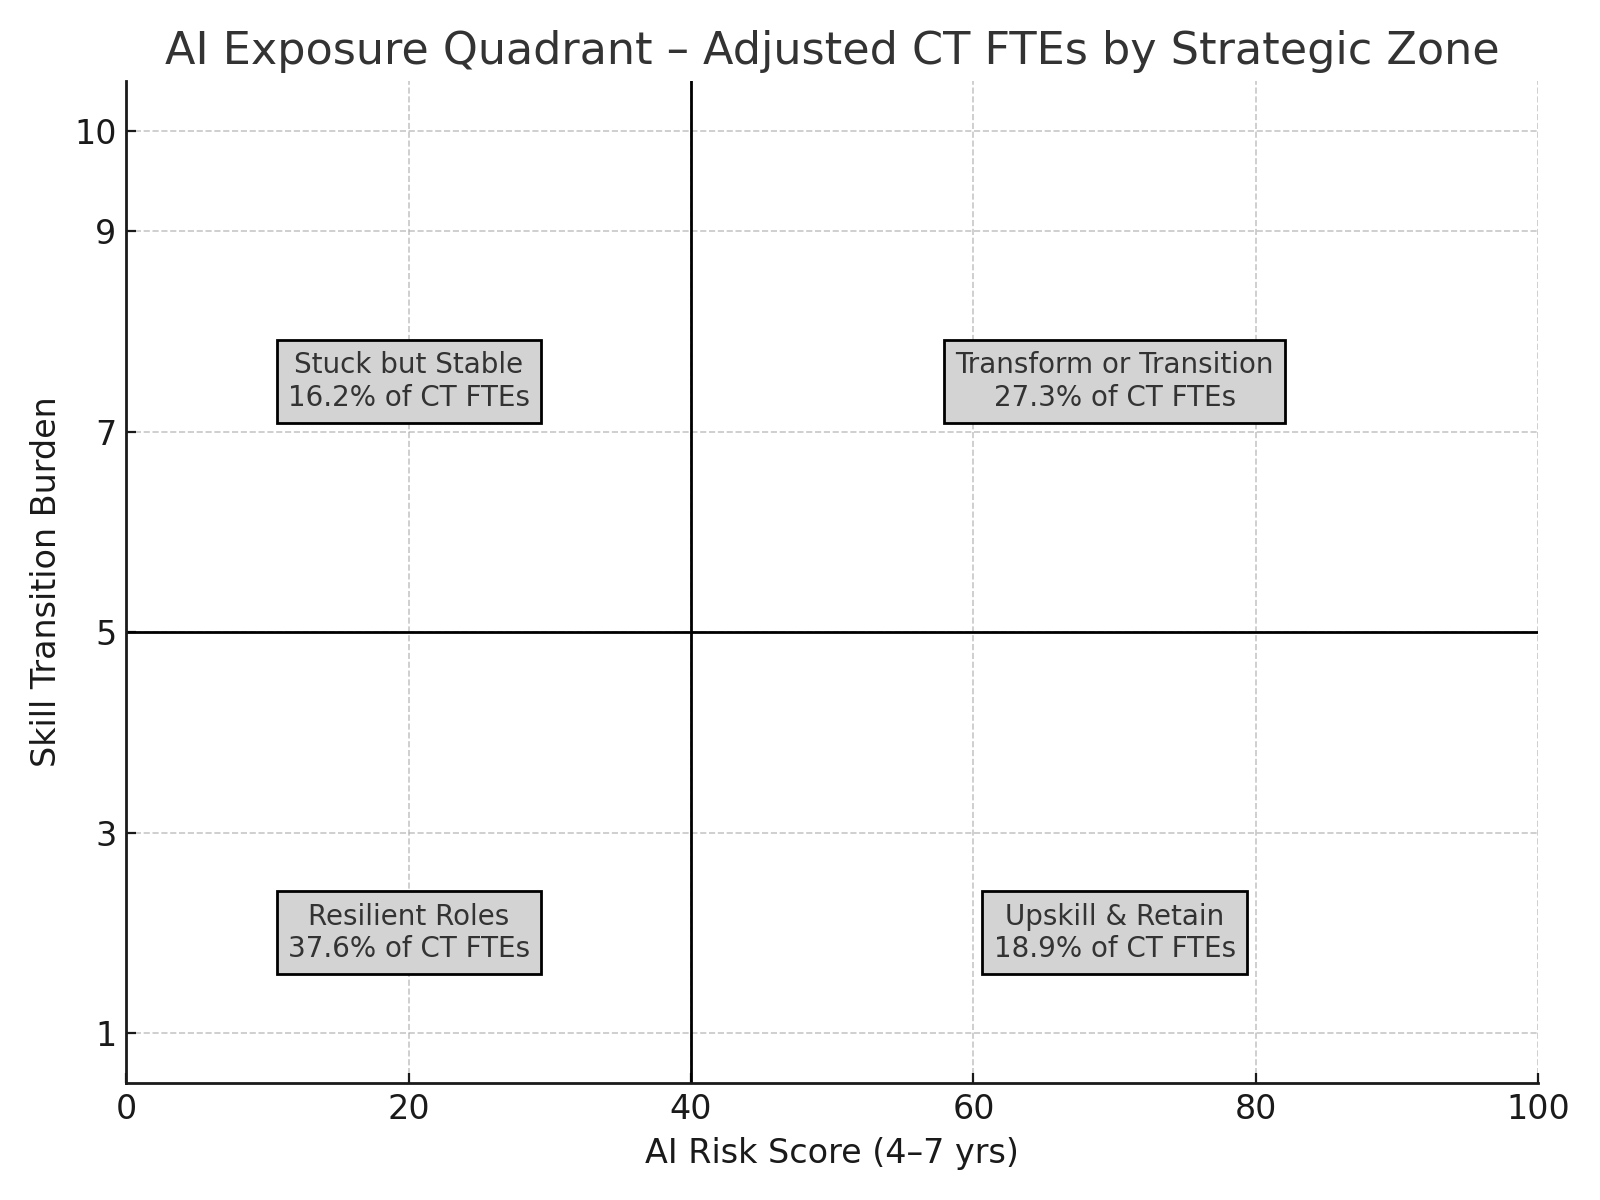 AI Exposure Quadrant – Adjusted CT FTEs by Strategic Zone
10
9
7
5
3
1
Skill Transition Burden
Stuck but Stable
16.2% of CT FTEs
Transform or Transition
27.3% of CT FTEs
Resilient Roles
37.6% of CT FTEs
Upskill & Retain
18.9% of CT FTEs
0
20
40
60
80
100
AI Risk Score (4–7 yrs)